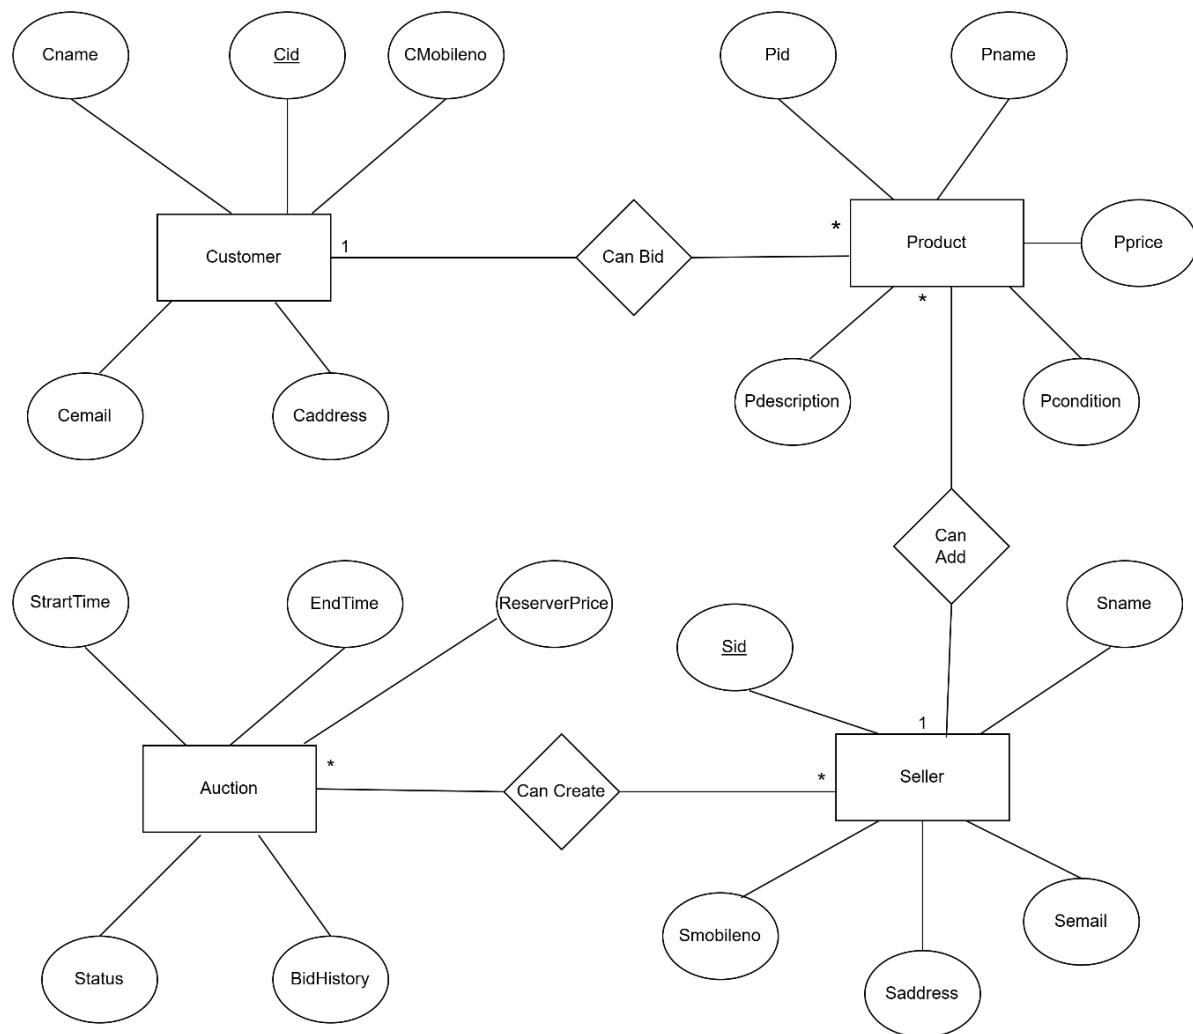 Cname
Cid
CMobileno
Pid
Pname
Customer
1
Can Bid
*
Product
Pprice
*
Cemail
Caddress
Pdescription
Pcondition
Can
Add
StrartTime
EndTime
ReserverPrice
Sid
Sname
1
Auction
*
Can Create
*
Seller
Smobileno
Semail
Status
BidHistory
Saddress